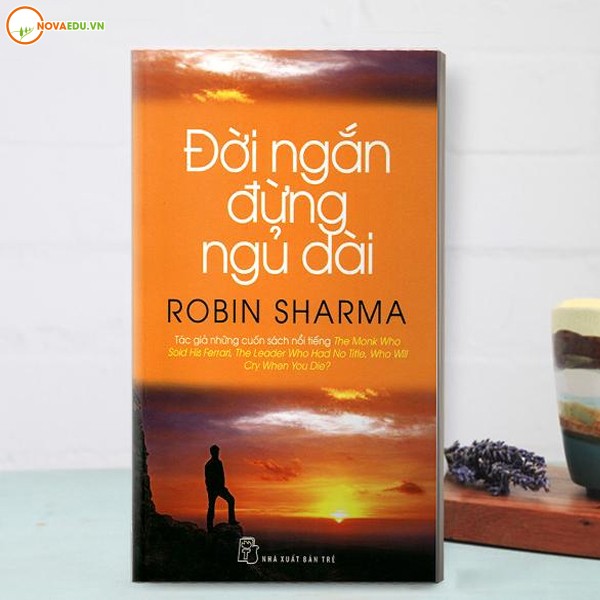 NOVAEDU.VN
Đời ngắn
đừng
ngủ dài
ROBIN SHARMA
Tác giả những cuốn sách nổi tiếng The Monk Who
Sold His Ferrari, The Leader Who Had No Title, Who Will
Cry When You Die?
NHÀ XUẤT BẢN TRẺ